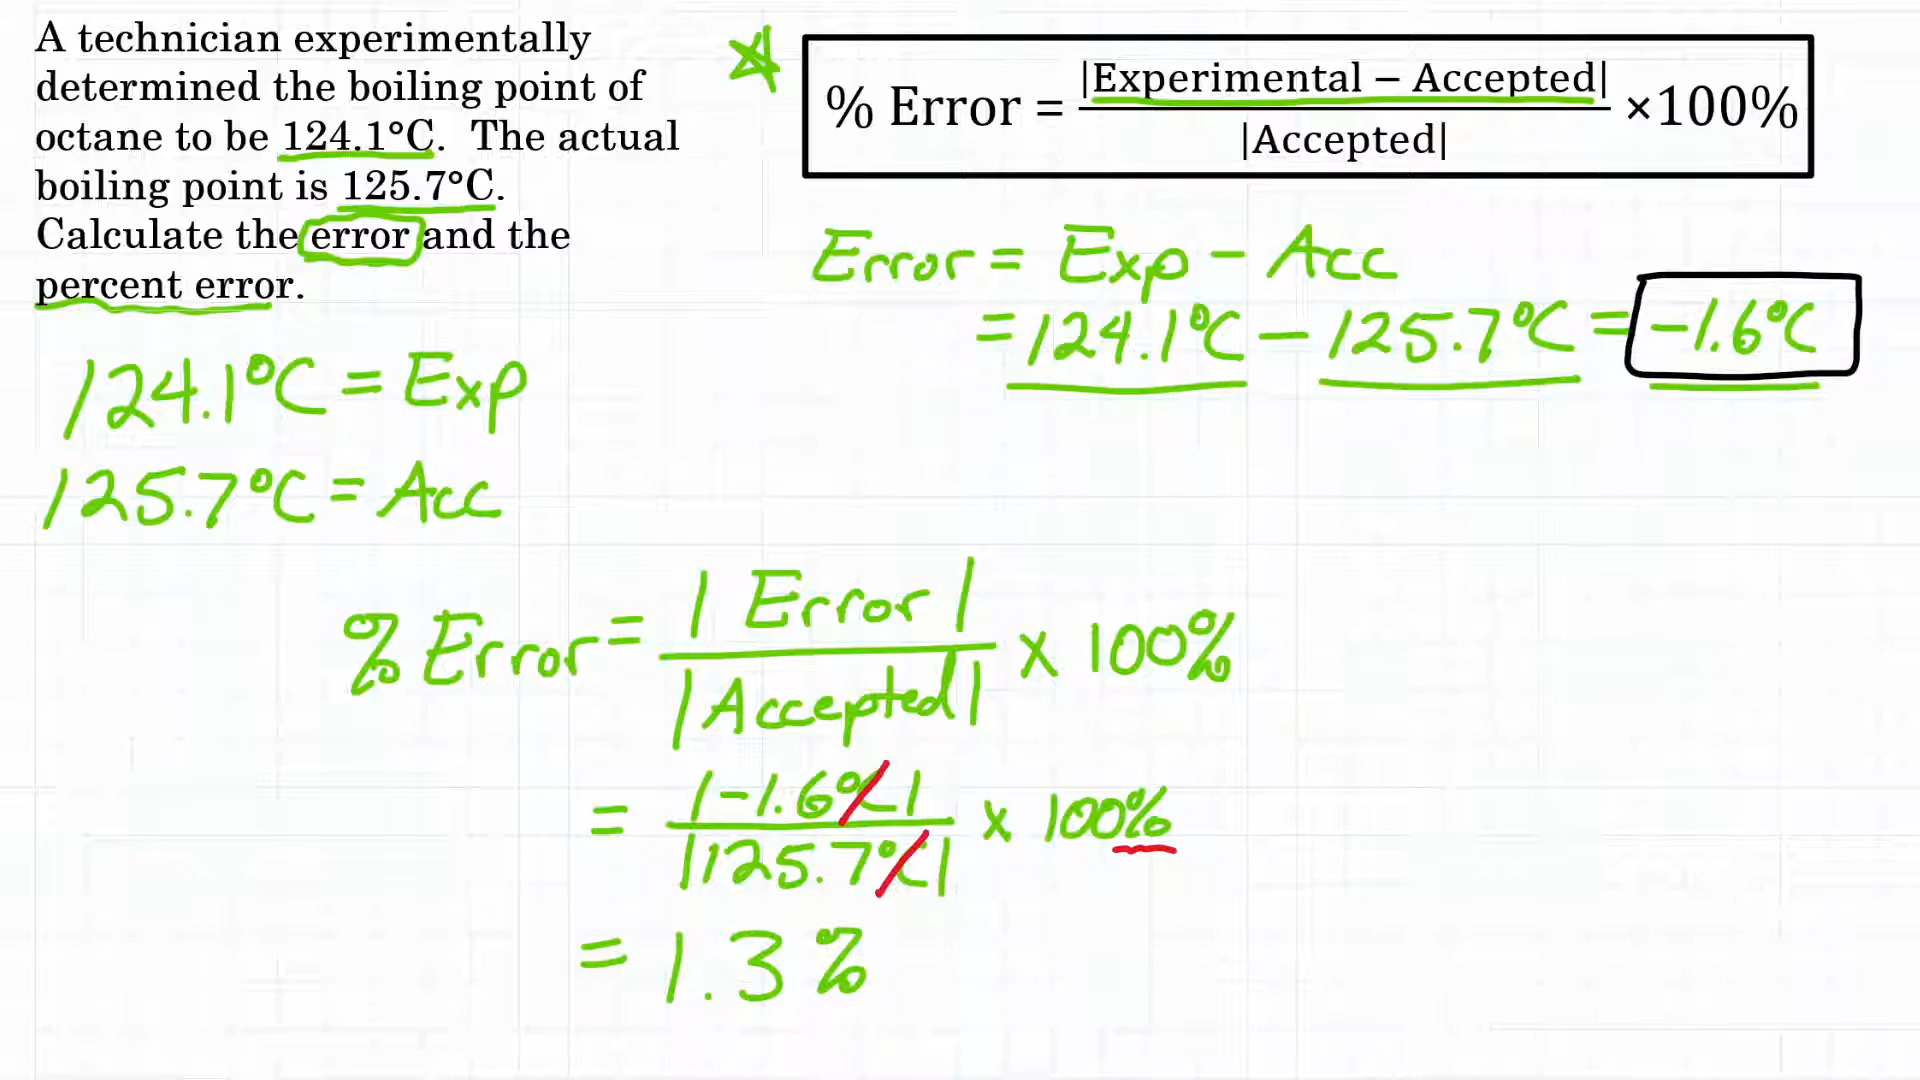 A technician experimentally
determined the boiling point of
octane to be 124.1°C. The actual
boiling point is 125.7°C.
Calculate the error and the
percent error.
% Error = |Experimental − Accepted| / |Accepted| ×100%
Error = Exp − Acc
= 124.1°C − 125.7°C = −1.6°C
124.1°C = Exp
125.7°C = Acc
% Error = |Error| / |Accepted| x 100%
= |−1.6°C| / |125.7°C| x 100%
= 1.3%